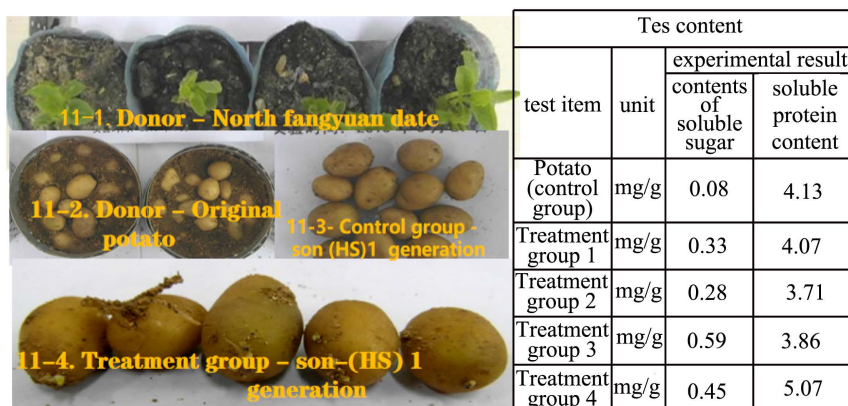 11-1. Donor – North fangyuan date
11-2. Donor – Original
potato
11-3- Control group -
son (HS)1 generation
11-4. Treatment group – son-(HS) 1
generation
Tes content
test item
unit
experimental result
contents
of
soluble
sugar
soluble
protein
content
Potato
(control
group)
mg/g
0.08
4.13
Treatment
group 1
mg/g
0.33
4.07
Treatment
group 2
mg/g
0.28
3.71
Treatment
group 3
mg/g
0.59
3.86
Treatment
group 4
mg/g
0.45
5.07